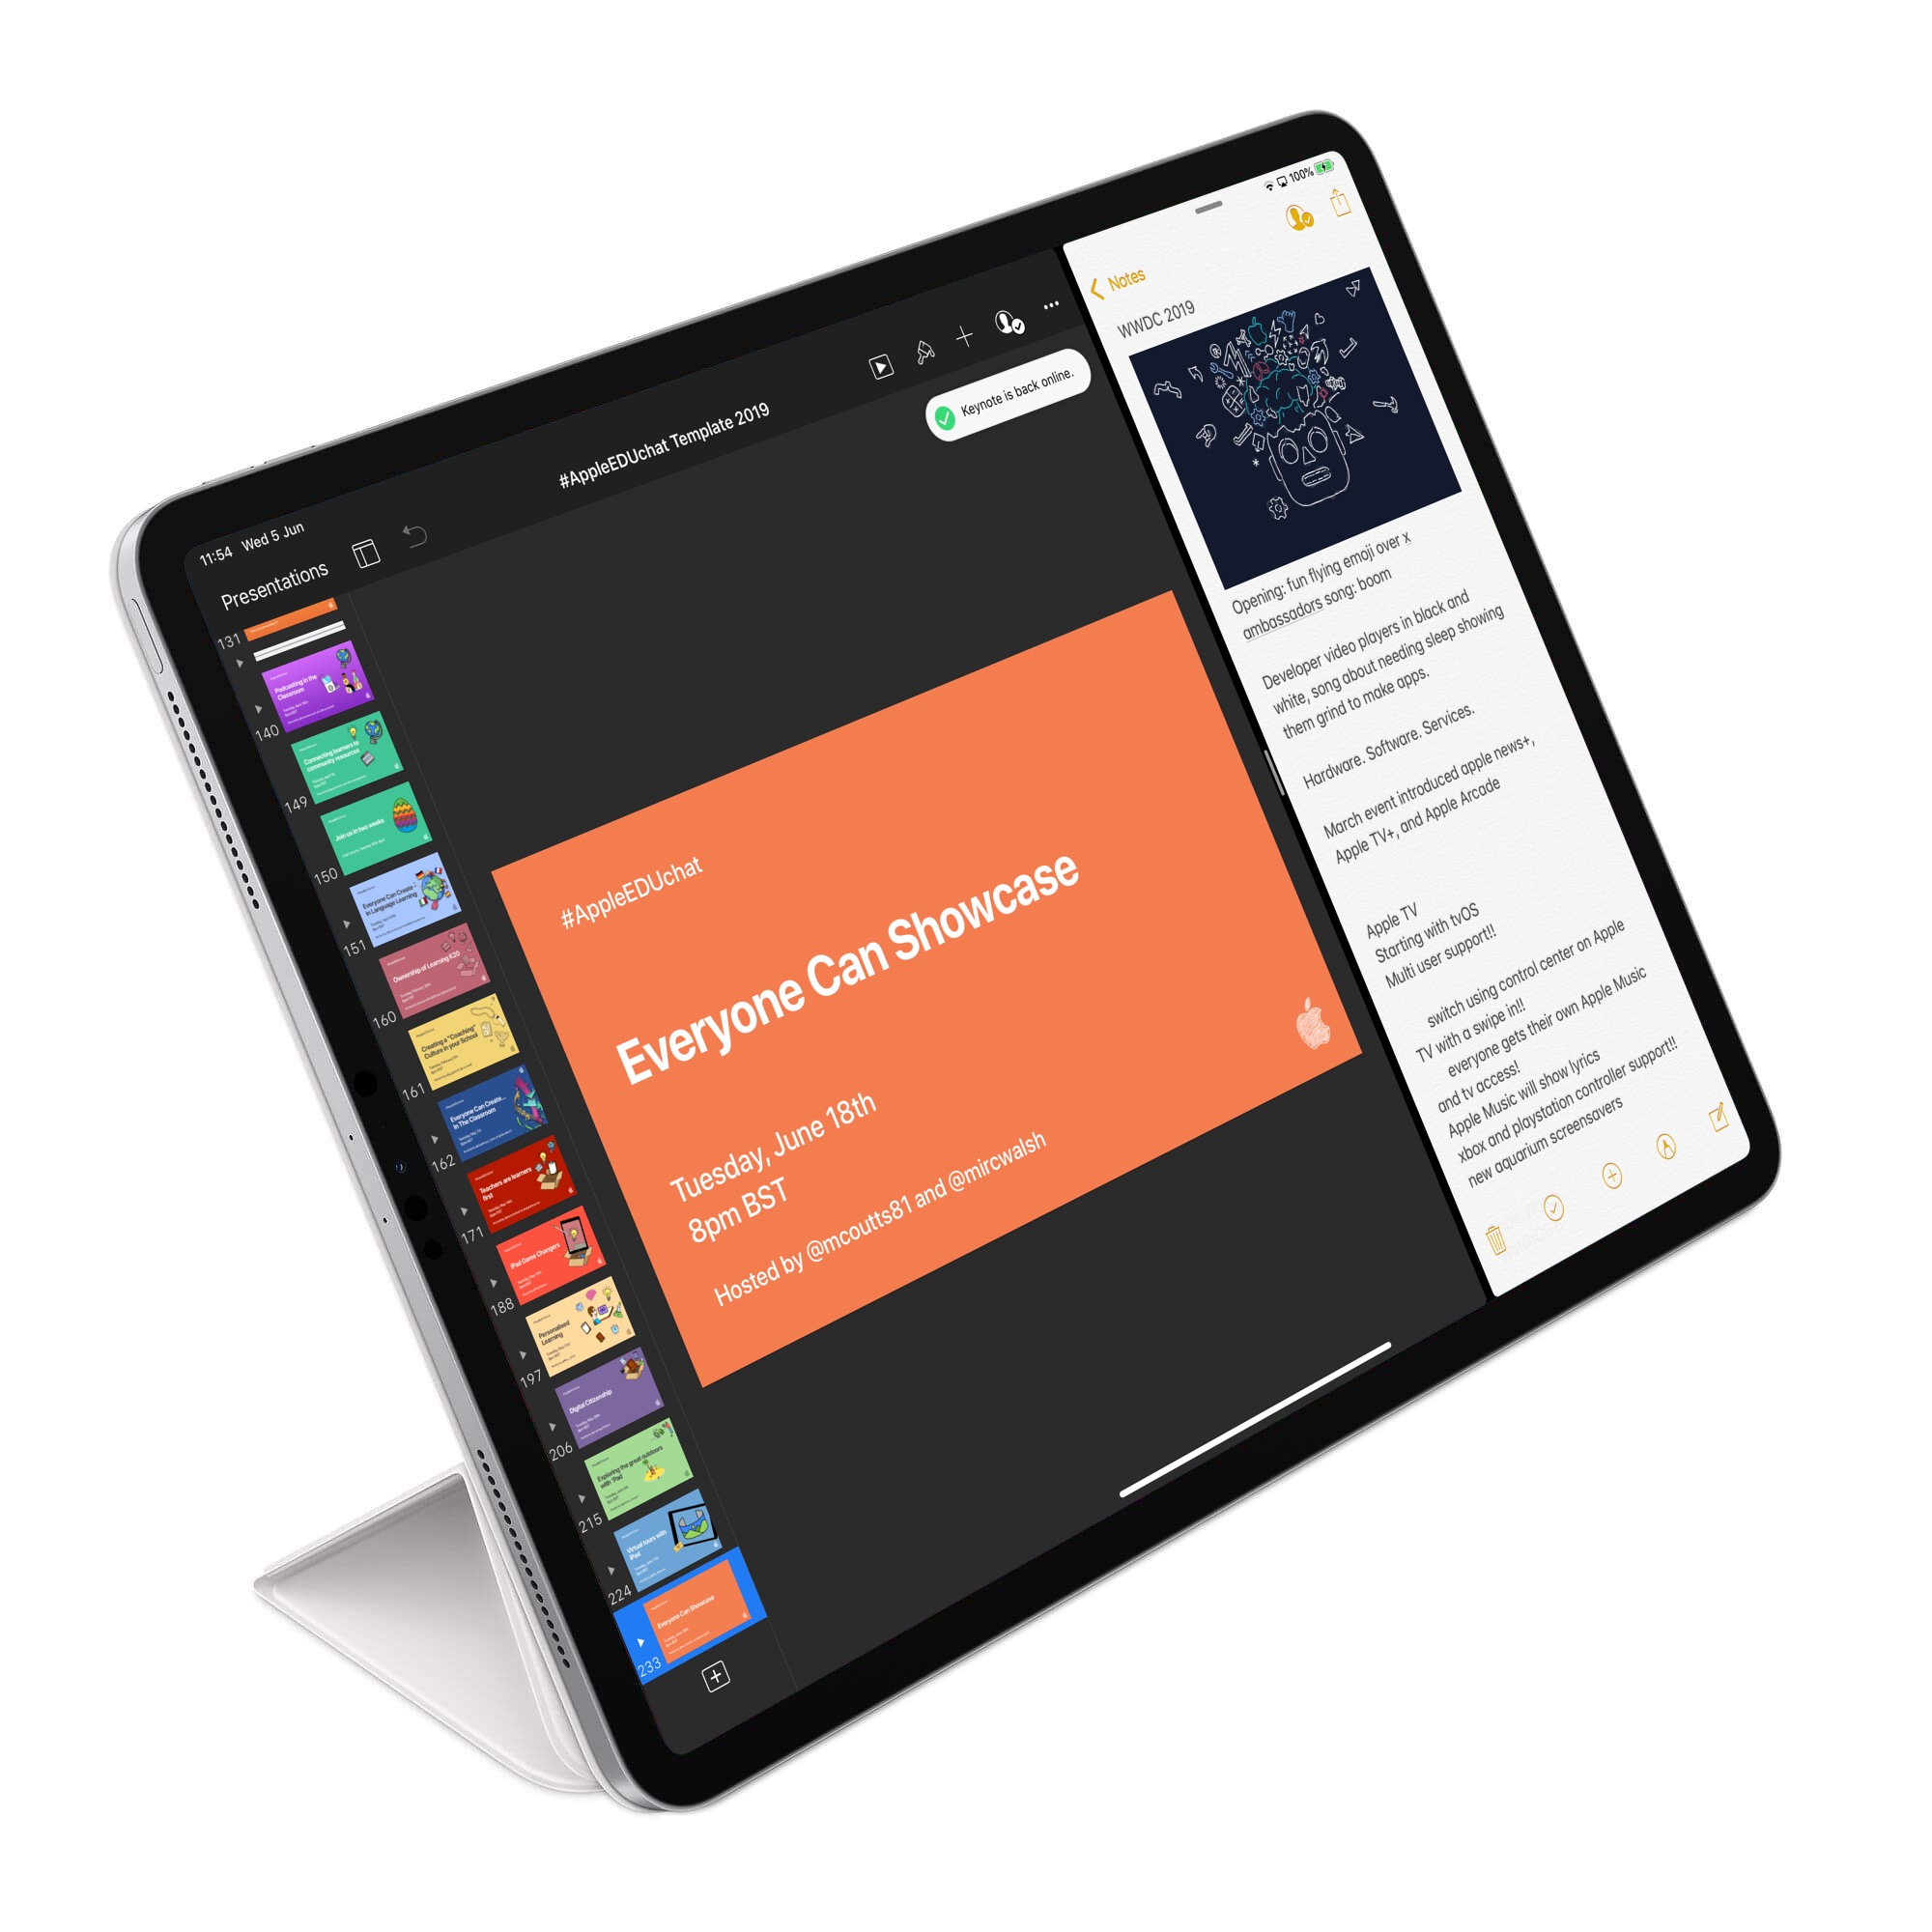 11:54 Wed 5 Jun
100%
Presentations
#AppleEDUchat Template 2019
Keynote is back online.
131
Podcasting in the
Classroom
140
Connecting learners to
community resources
149
Join us in two weeks
150
Everyone Can Create -
in Language Learning
151
Ownership of Learning K20
160
Creating a "Coaching"
Culture in your School
161
Everyone Can Create...
In The Classroom
162
Teachers are learners
first
171
iPad Game Changers
188
Personalised
Learning
197
Digital Citizenship
206
Exploring the great outdoors
with iPad
215
Virtual tours with
iPad
224
Everyone Can Showcase
233
#AppleEDUchat
Everyone Can Showcase
Tuesday, June 18th
8pm BST
Hosted by @mcoutts81 and @mircwalsh
Notes
WWDC 2019
Opening: fun flying emoji over x
ambassadors song: boom
Developer video players in black and
white, song about needing sleep showing
them grind to make apps.
Hardware. Software. Services.
March event introduced apple news+,
Apple TV+, and Apple Arcade
Apple TV
Starting with tvOS
Multi user support!!
switch using control center on Apple
TV with a swipe in!!
everyone gets their own Apple Music
and tv access!
Apple Music will show lyrics
xbox and playstation controller support!!
new aquarium screensavers